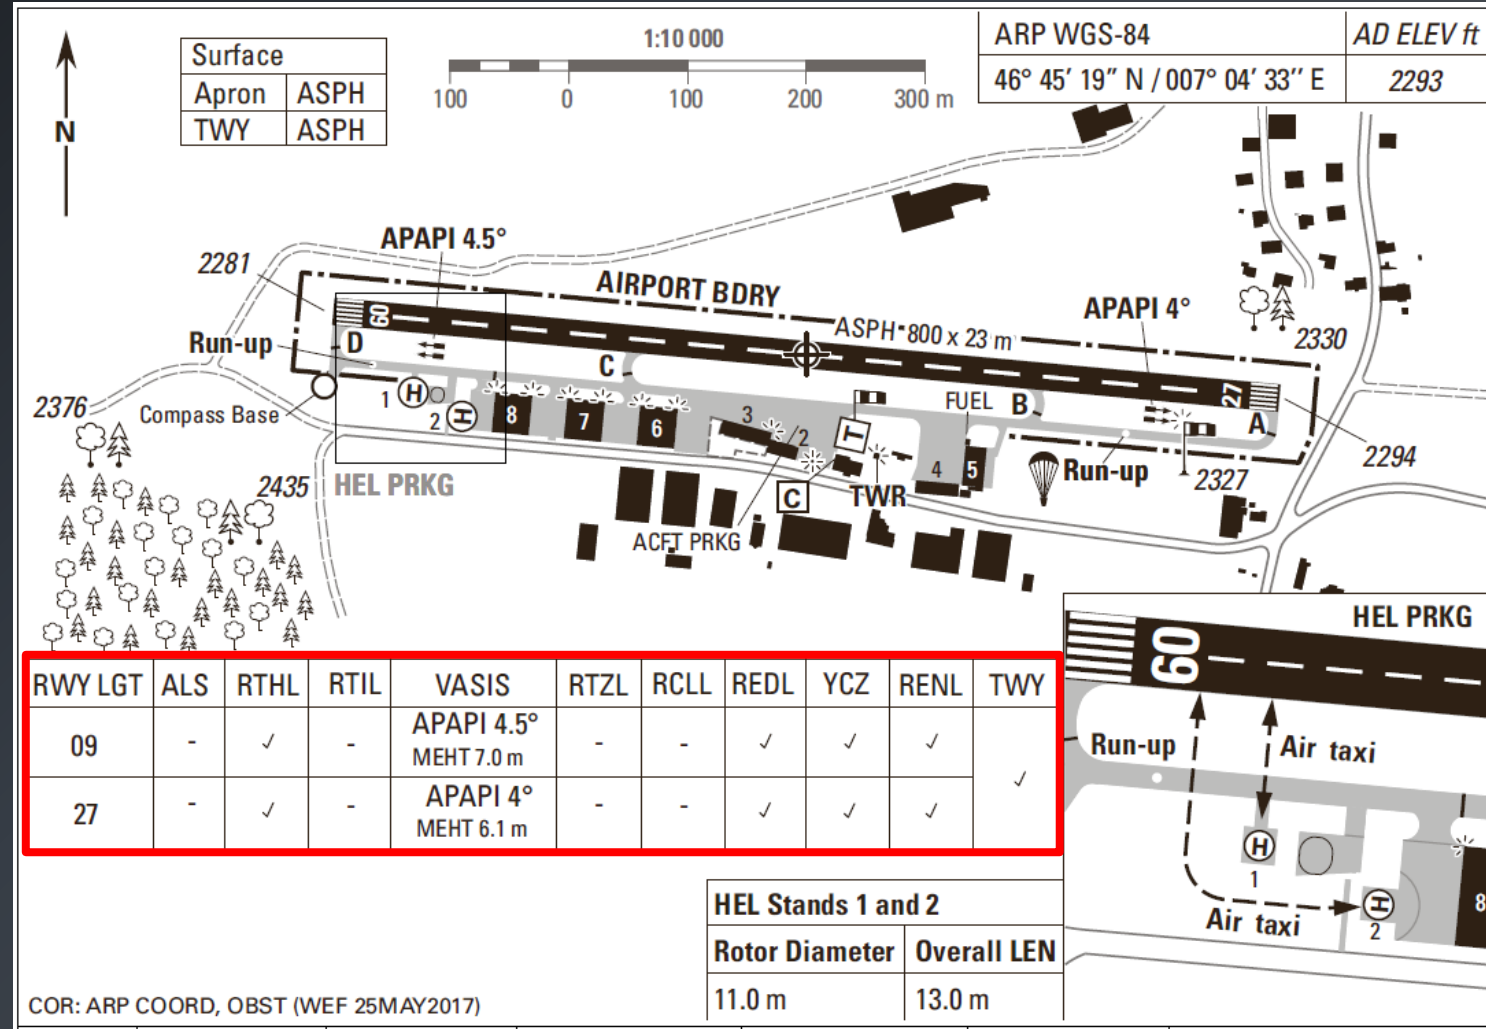 1:10 000
100 0 100 200 300 m
ARP WGS-84 AD ELEV ft
46° 45′ 19″ N / 007° 04′ 33″ E 2293
Surface
Apron ASPH
TWY ASPH
N
APAPI 4.5°
2281
AIRPORT BDRY
APAPI 4°
ASPH 800 x 23 m
09
2330
Run-up
D
C
27
FUEL
B
A
2376
Compass Base
1 H
2 H
8
7
6
3
2
T
2294
4
5
Run-up
2327
2435
HEL PRKG
C
TWR
ACFT PRKG
RWY LGT ALS RTHL RTIL VASIS RTZL RCLL REDL YCZ RENL TWY
09 - ✓ - APAPI 4.5° - - ✓ ✓ ✓ ✓
MEHT 7.0 m
27 - ✓ - APAPI 4° - - ✓ ✓ ✓
MEHT 6.1 m
HEL PRKG
09
Run-up
Air taxi
H
1
H
2
8
Air taxi
HEL Stands 1 and 2
Rotor Diameter Overall LEN
11.0 m 13.0 m
COR: ARP COORD, OBST (WEF 25MAY2017)